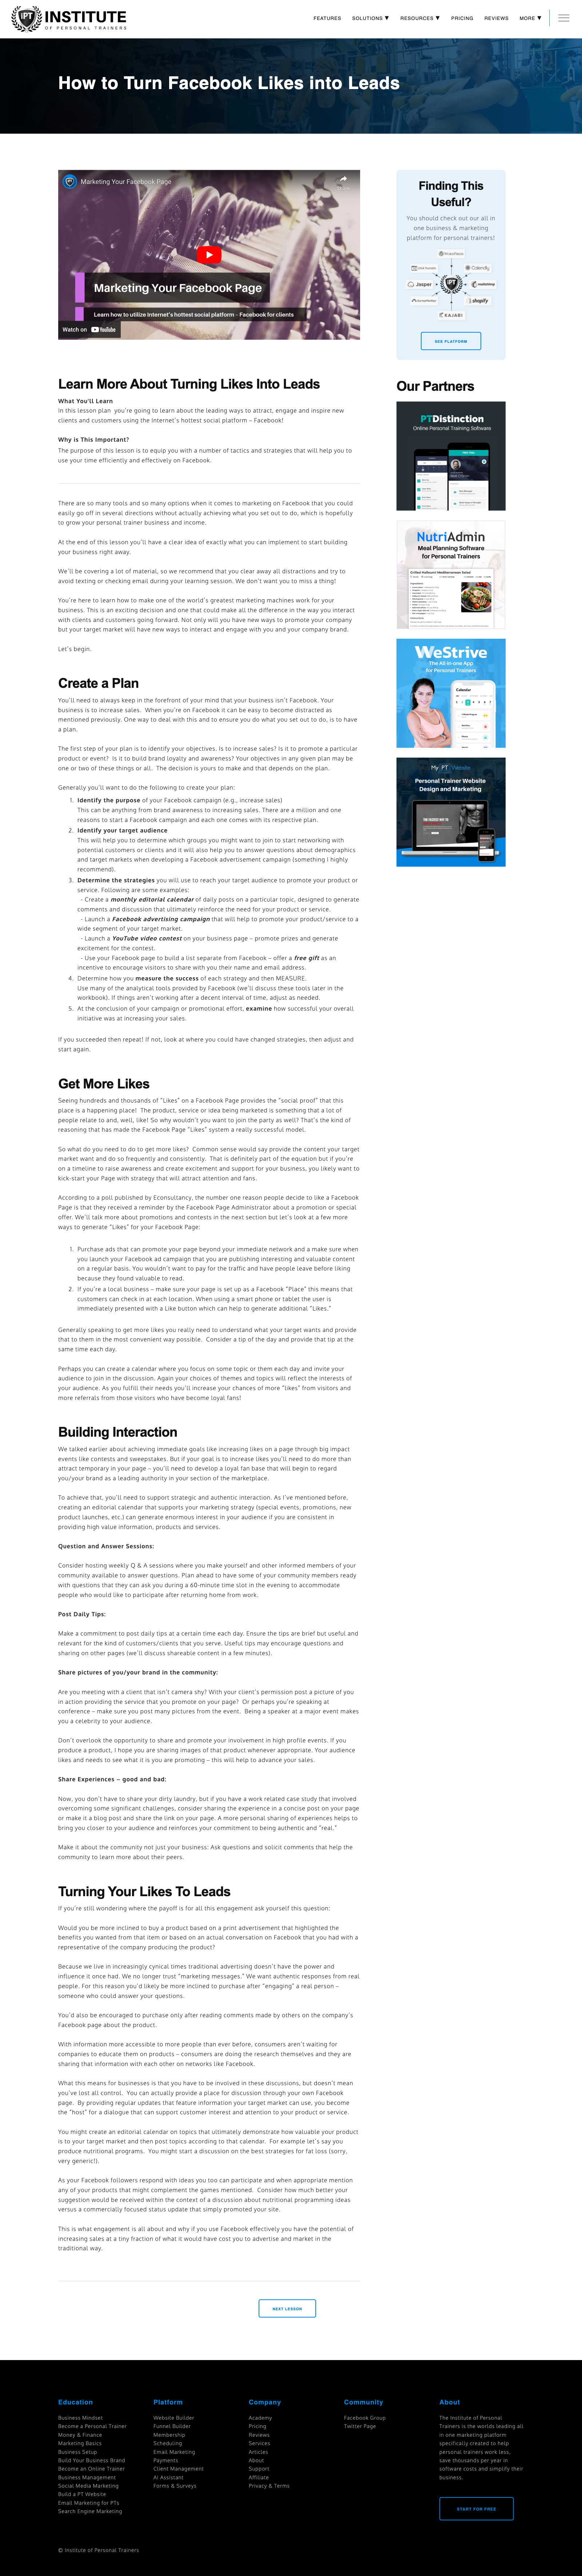 IPT INSTITUTE
OF PERSONAL TRAINERS
FEATURES SOLUTIONS ▼ RESOURCES ▼ PRICING REVIEWS MORE ▼
How to Turn Facebook Likes into Leads
Marketing Your Facebook Page
Marketing Your Facebook Page
Learn how to utilize Internet's hottest social platform – Facebook for clients
Watch on YouTube
Finding This
Useful?
You should check out our all in
one business & marketing
platform for personal trainers!
Calendly
Jasper
IPT
shopify
KAJABI
SEE PLATFORM
Our Partners
PTDistinction
Online Personal Training Software
NutriAdmin
Meal Planning Software
for Personal Trainers
WeStrive
The All-in-one App
for Personal Trainers
Calendar
My PT Website
Personal Trainer Website
Design and Marketing
Learn More About Turning Likes Into Leads
What You'll Learn
In this lesson plan you're going to learn about the leading ways to attract, engage and inspire new
clients and customers using the Internet's hottest social platform – Facebook!
Why is This Important?
The purpose of this lesson is to equip you with a number of tactics and strategies that will help you to
use your time efficiently and effectively on Facebook.
There are so many tools and so many options when it comes to marketing on Facebook that you could
easily go off in several directions without actually achieving what you set out to do, which is hopefully
to grow your personal trainer business and income.
At the end of this lesson you'll have a clear idea of exactly what you can implement to start building
your business right away.
We'll be covering a lot of material, so we recommend that you clear away all distractions and try to
avoid texting or checking email during your learning session. We don't want you to miss a thing!
You're here to learn how to make one of the world's greatest marketing machines work for your
business. This is an exciting development and one that could make all the difference in the way you interact
with clients and customers going forward. Not only will you have new ways to promote your company
but your target market will have new ways to interact and engage with you and your company brand.
Let's begin.
Create a Plan
You'll need to always keep in the forefront of your mind that your business isn't Facebook. Your
business is to increase sales. When you're on Facebook it can be easy to become distracted as
mentioned previously. One way to deal with this and to ensure you do what you set out to do, is to have
a plan.
The first step of your plan is to identify your objectives. Is to increase sales? Is it to promote a particular
product or event? Is it to build brand loyalty and awareness? Your objectives in any given plan may be
one or two of these things or all. The decision is yours to make and that depends on the plan.
Generally you'll want to do the following to create your plan:
1. Identify the purpose of your Facebook campaign (e.g., increase sales)
This can be anything from brand awareness to increasing sales. There are a million and one
reasons to start a Facebook campaign and each one comes with its respective plan.
2. Identify your target audience
This will help you to determine which groups you might want to join to start networking with
potential customers or clients and it will also help you to answer questions about demographics
and target markets when developing a Facebook advertisement campaign (something I highly
recommend).
3. Determine the strategies you will use to reach your target audience to promote your product or
service. Following are some examples:
- Create a monthly editorial calendar of daily posts on a particular topic, designed to generate
comments and discussion that ultimately reinforce the need for your product or service.
- Launch a Facebook advertising campaign that will help to promote your product/service to a
wide segment of your target market.
- Launch a YouTube video contest on your business page – promote prizes and generate
excitement for the contest.
- Use your Facebook page to build a list separate from Facebook – offer a free gift as an
incentive to encourage visitors to share with you their name and email address.
4. Determine how you measure the success of each strategy and then MEASURE.
Use many of the analytical tools provided by Facebook (we'll discuss these tools later in the
workbook). If things aren't working after a decent interval of time, adjust as needed.
5. At the conclusion of your campaign or promotional effort, examine how successful your overall
initiative was at increasing your sales.
If you succeeded then repeat! If not, look at where you could have changed strategies, then adjust and
start again.
Get More Likes
Seeing hundreds and thousands of "Likes" on a Facebook Page provides the "social proof" that this
place is a happening place! The product, service or idea being marketed is something that a lot of
people relate to and, well, like! So why wouldn't you want to join the party as well? That's the kind of
reasoning that has made the Facebook Page "Likes" system a really successful model.
So what do you need to do to get more likes? Common sense would say provide the content your target
market want and do so frequently and consistently. That is definitely part of the equation but if you're
on a timeline to raise awareness and create excitement and support for your business, you likely want to
kick-start your Page with strategy that will attract attention and fans.
According to a poll published by Econsultancy, the number one reason people decide to like a Facebook
Page is that they received a reminder by the Facebook Page Administrator about a promotion or special
offer. We'll talk more about promotions and contests in the next section but let's look at a few more
ways to generate "Likes" for your Facebook Page:
1. Purchase ads that can promote your page beyond your immediate network and a make sure when
you launch your Facebook ad campaign that you are publishing interesting and valuable content
on a regular basis. You wouldn't want to pay for the traffic and have people leave before liking
because they found valuable to read.
2. If you're a local business – make sure your page is set up as a Facebook "Place" this means that
customers can check in at each location. When using a smart phone or tablet the user is
immediately presented with a Like button which can help to generate additional "Likes."
Generally speaking to get more likes you really need to understand what your target wants and provide
that to them in the most convenient way possible. Consider a tip of the day and provide that tip at the
same time each day.
Perhaps you can create a calendar where you focus on some topic or them each day and invite your
audience to join in the discussion. Again your choices of themes and topics will reflect the interests of
your audience. As you fulfill their needs you'll increase your chances of more "likes" from visitors and
more referrals from those visitors who have become loyal fans!
Building Interaction
We talked earlier about achieving immediate goals like increasing likes on a page through big impact
events like contests and sweepstakes. But if your goal is to increase likes you'll need to do more than
attract temporary in your page – you'll need to develop a loyal fan base that will begin to regard
you/your brand as a leading authority in your section of the marketplace.
To achieve that, you'll need to support strategic and authentic interaction. As I've mentioned before,
creating an editorial calendar that supports your marketing strategy (special events, promotions, new
product launches, etc.) can generate enormous interest in your audience if you are consistent in
providing high value information, products and services.
Question and Answer Sessions:
Consider hosting weekly Q & A sessions where you make yourself and other informed members of your
community available to answer questions. Plan ahead to have some of your community members ready
with questions that they can ask you during a 60-minute time slot in the evening to accommodate
people who would like to participate after returning home from work.
Post Daily Tips:
Make a commitment to post daily tips at a certain time each day. Ensure the tips are brief but useful and
relevant for the kind of customers/clients that you serve. Useful tips may encourage questions and
sharing on other pages (we'll discuss shareable content in a few minutes).
Share pictures of you/your brand in the community:
Are you meeting with a client that isn't camera shy? With your client's permission post a picture of you
in action providing the service that you promote on your page? Or perhaps you're speaking at
conference – make sure you post many pictures from the event. Being a speaker at a major event makes
you a celebrity to your audience.
Don't overlook the opportunity to share and promote your involvement in high profile events. If you
produce a product, I hope you are sharing images of that product whenever appropriate. Your audience
likes and needs to see what it is you are promoting – this will help to advance your sales.
Share Experiences – good and bad:
Now, you don't have to share your dirty laundry, but if you have a work related case study that involved
overcoming some significant challenges, consider sharing the experience in a concise post on your page
or make it a blog post and share the link on your page. A more personal sharing of experiences helps to
bring you closer to your audience and reinforces your commitment to being authentic and "real."
Make it about the community not just your business: Ask questions and solicit comments that help the
community to learn more about their peers.
Turning Your Likes To Leads
If you're still wondering where the payoff is for all this engagement ask yourself this question:
Would you be more inclined to buy a product based on a print advertisement that highlighted the
benefits you wanted from that item or based on an actual conversation on Facebook that you had with a
representative of the company producing the product?
Because we live in increasingly cynical times traditional advertising doesn't have the power and
influence it once had. We no longer trust "marketing messages." We want authentic responses from real
people. For this reason you'd likely be more inclined to purchase after "engaging" a real person –
someone who could answer your questions.
You'd also be encouraged to purchase only after reading comments made by others on the company's
Facebook page about the product.
With information more accessible to more people than ever before, consumers aren't waiting for
companies to educate them on products – consumers are doing the research themselves and they are
sharing that information with each other on networks like Facebook.
What this means for businesses is that you have to be involved in these discussions, but doesn't mean
you've lost all control. You can actually provide a place for discussion through your own Facebook
page. By providing regular updates that feature information your target market can use, you become
the "host" for a dialogue that can support customer interest and attention to your product or service.
You might create an editorial calendar on topics that ultimately demonstrate how valuable your product
is to your target market and then post topics according to that calendar. For example let's say you
produce nutritional programs. You might start a discussion on the best strategies for fat loss (sorry,
very generic!).
As your Facebook followers respond with ideas you too can participate and when appropriate mention
any of your products that might complement the games mentioned. Consider how much better your
suggestion would be received within the context of a discussion about nutritional programming ideas
versus a commercially focused status update that simply promoted your site.
This is what engagement is all about and why if you use Facebook effectively you have the potential of
increasing sales at a tiny fraction of what it would have cost you to advertise and market in the
traditional way.
NEXT LESSON
Education
Business Mindset
Become a Personal Trainer
Money & Finance
Marketing Basics
Business Setup
Build Your Business Brand
Become an Online Trainer
Business Management
Social Media Marketing
Build a PT Website
Email Marketing for PTs
Search Engine Marketing
Platform
Website Builder
Funnel Builder
Membership
Scheduling
Email Marketing
Payments
Client Management
AI Assistant
Forms & Surveys
Company
Academy
Pricing
Reviews
Services
Articles
About
Support
Affiliate
Privacy & Terms
Community
Facebook Group
Twitter Page
About
The Institute of Personal
Trainers is the worlds leading all
in one marketing platform
specifically created to help
personal trainers work less,
save thousands per year in
software costs and simplify their
business.
START FOR FREE
© Institute of Personal Trainers